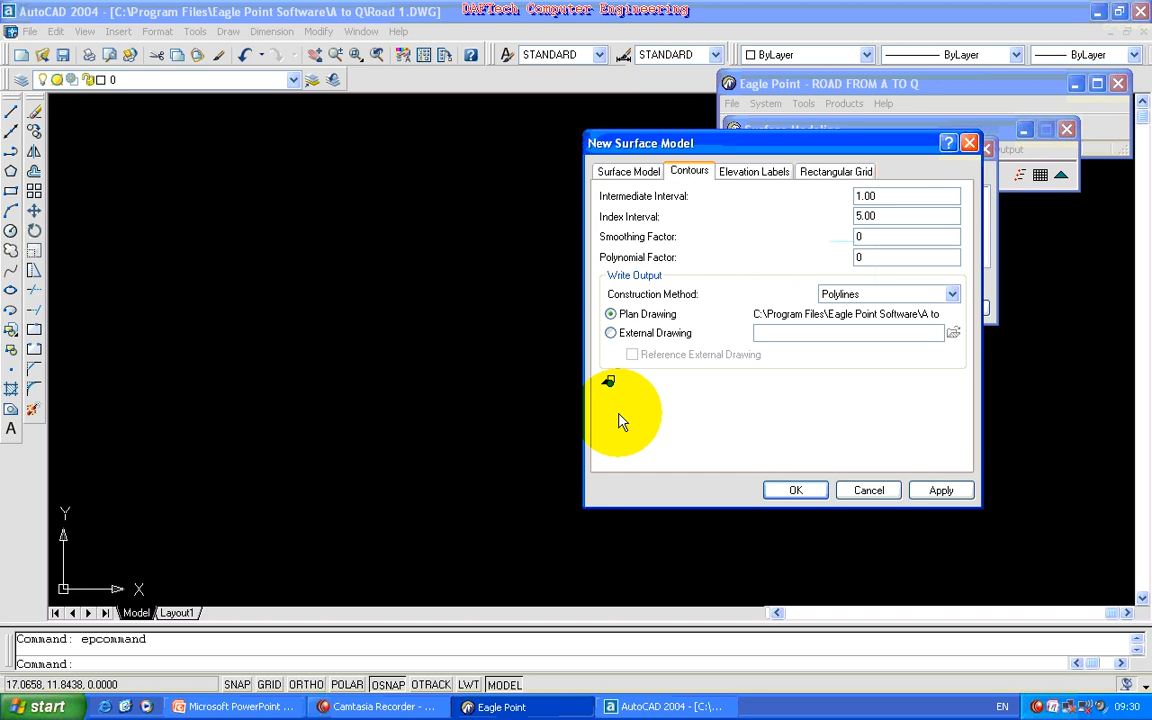 AutoCAD 2004 - [C:\Program Files\Eagle Point Software\A to Q\Road 1.DWG]
DAFTech Computer Engineering
File Edit View Insert Format Tools Draw Dimension Modify Window Help
STANDARD STANDARD ByLayer ByLayer ByLayer
0
Eagle Point - ROAD FROM A TO Q
File System Tools Products Help
New Surface Model
Surface Model Contours Elevation Labels Rectangular Grid
Intermediate Interval: 1.00
Index Interval: 5.00
Smoothing Factor: 0
Polynomial Factor: 0
Write Output
Construction Method: Polylines
Plan Drawing C:\Program Files\Eagle Point Software\A to
External Drawing
Reference External Drawing
OK Cancel Apply
Y
X
A
Model Layout1
Command: epcommand
Command:
17.0658, 11.8438, 0.0000 SNAP GRID ORTHO POLAR OSNAP OTRACK LWT MODEL
start Microsoft PowerPoint ... Camtasia Recorder - ... Eagle Point AutoCAD 2004 - [C:\... EN 09:30